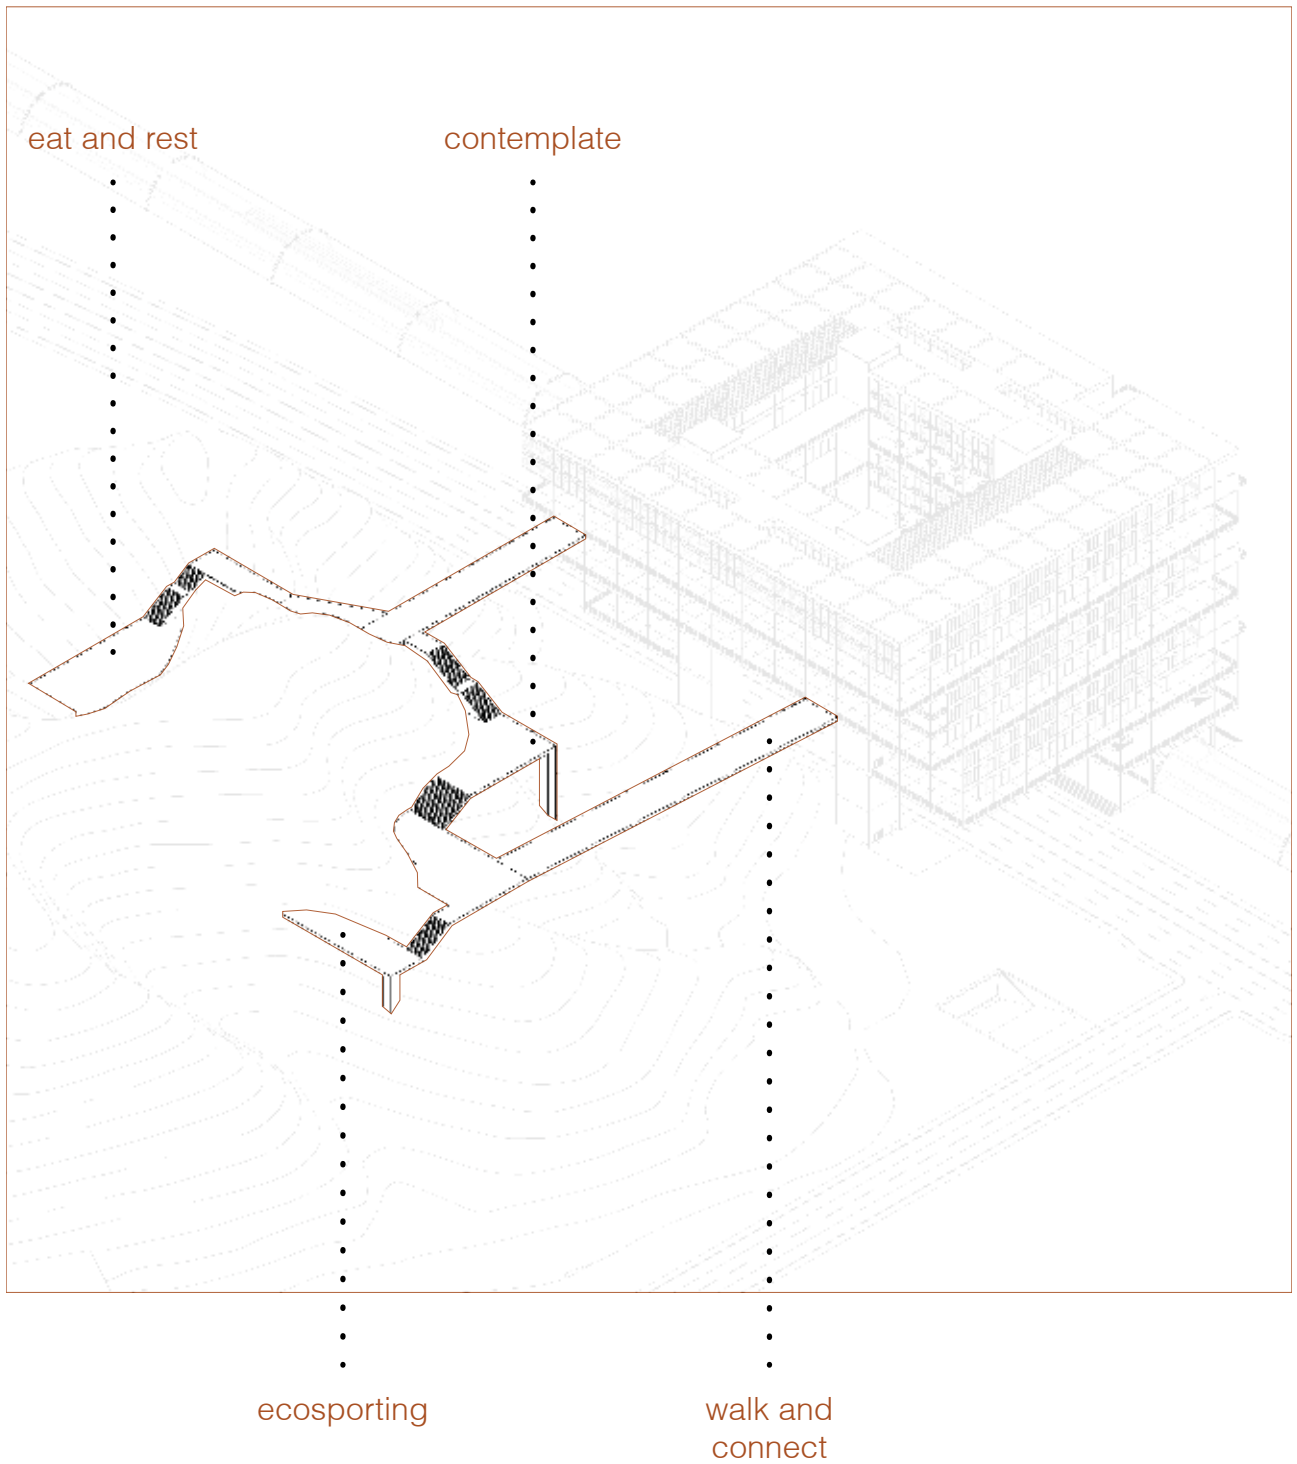 eat and rest
contemplate
ecosporting
walk and
connect